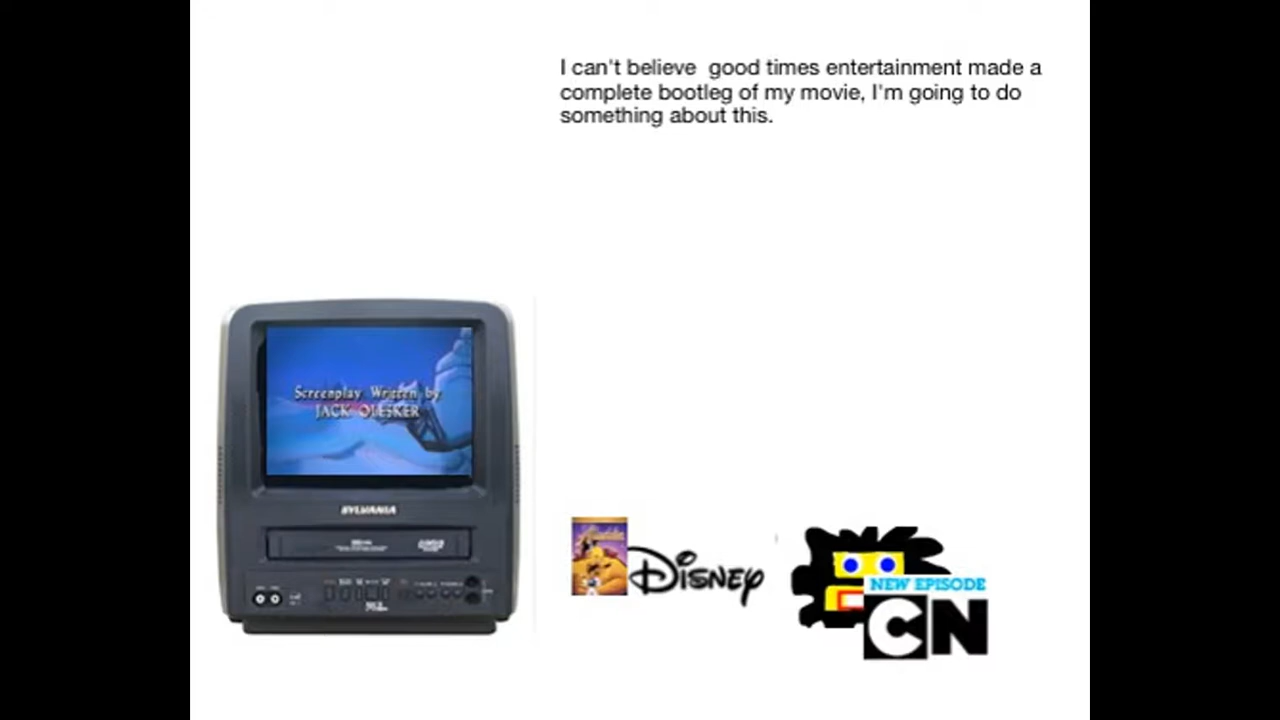 I can't believe  good times entertainment made a
complete bootleg of my movie, I'm going to do
something about this.
Screenplay Written by
JACK OLESKER
SYLVANIA
Disney
NEW EPISODE
CN